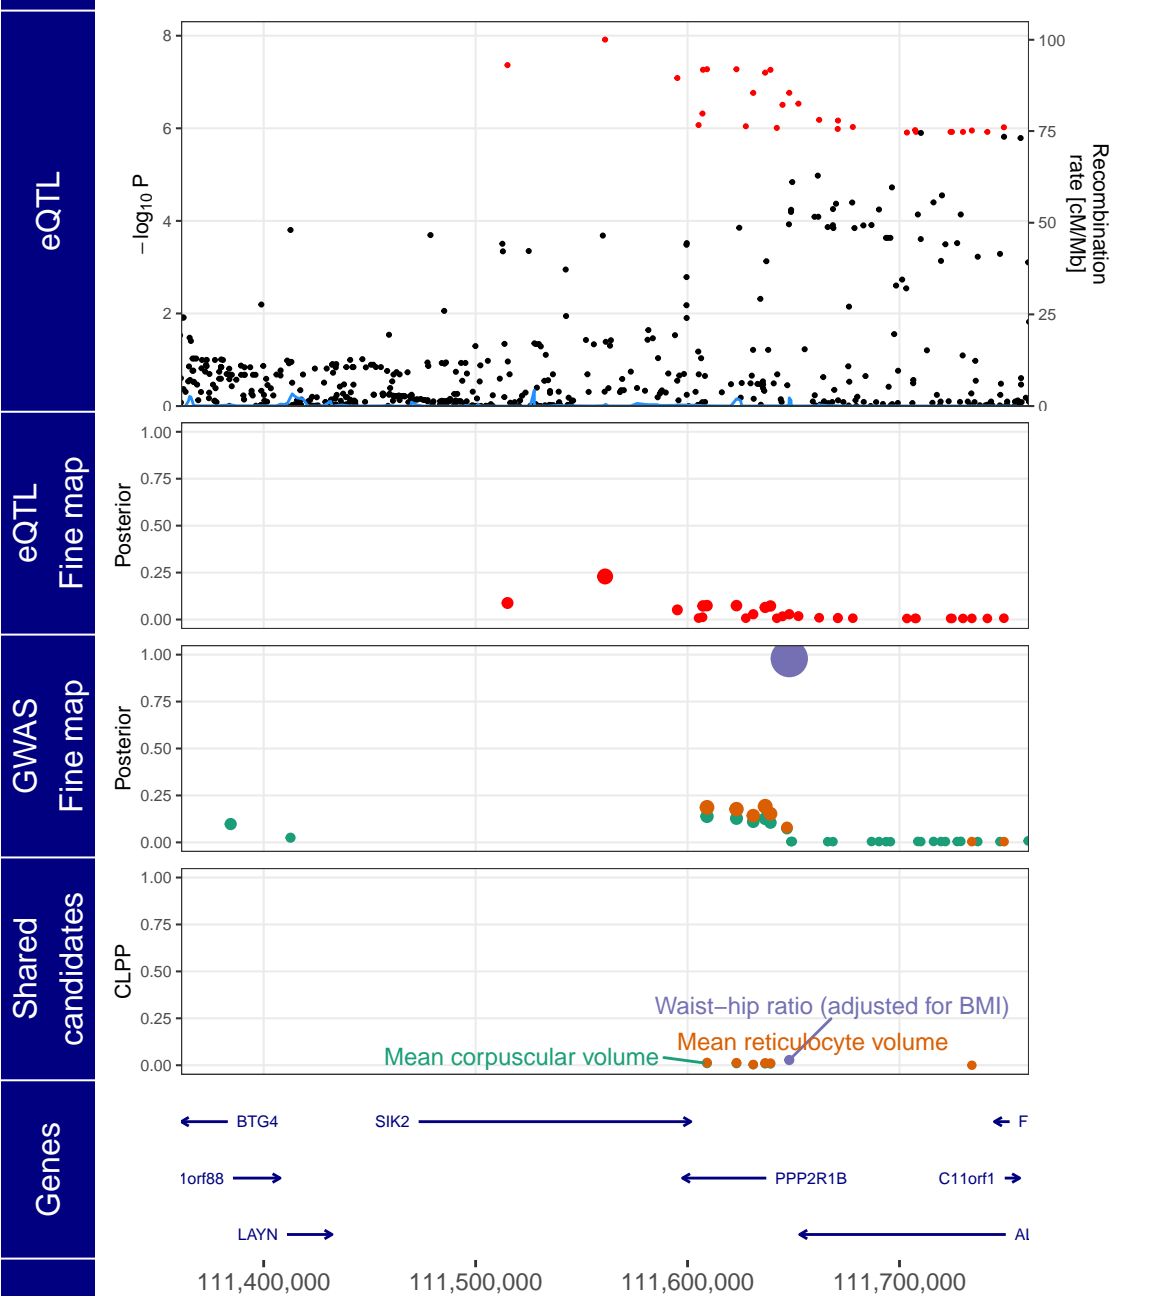 eQTL
−log10 P
8
6
4
2
0
100
75
50
25
0
Recombination
rate [cM/Mb]
eQTL
Fine map
Posterior
1.00
0.75
0.50
0.25
0.00
GWAS
Fine map
Posterior
1.00
0.75
0.50
0.25
0.00
Shared
candidates
CLPP
1.00
0.75
0.50
0.25
0.00
Waist−hip ratio (adjusted for BMI)
Mean reticulocyte volume
Mean corpuscular volume
Genes
BTG4
SIK2
F
1orf88
PPP2R1B
C11orf1
LAYN
111,400,000
111,500,000
111,600,000
111,700,000